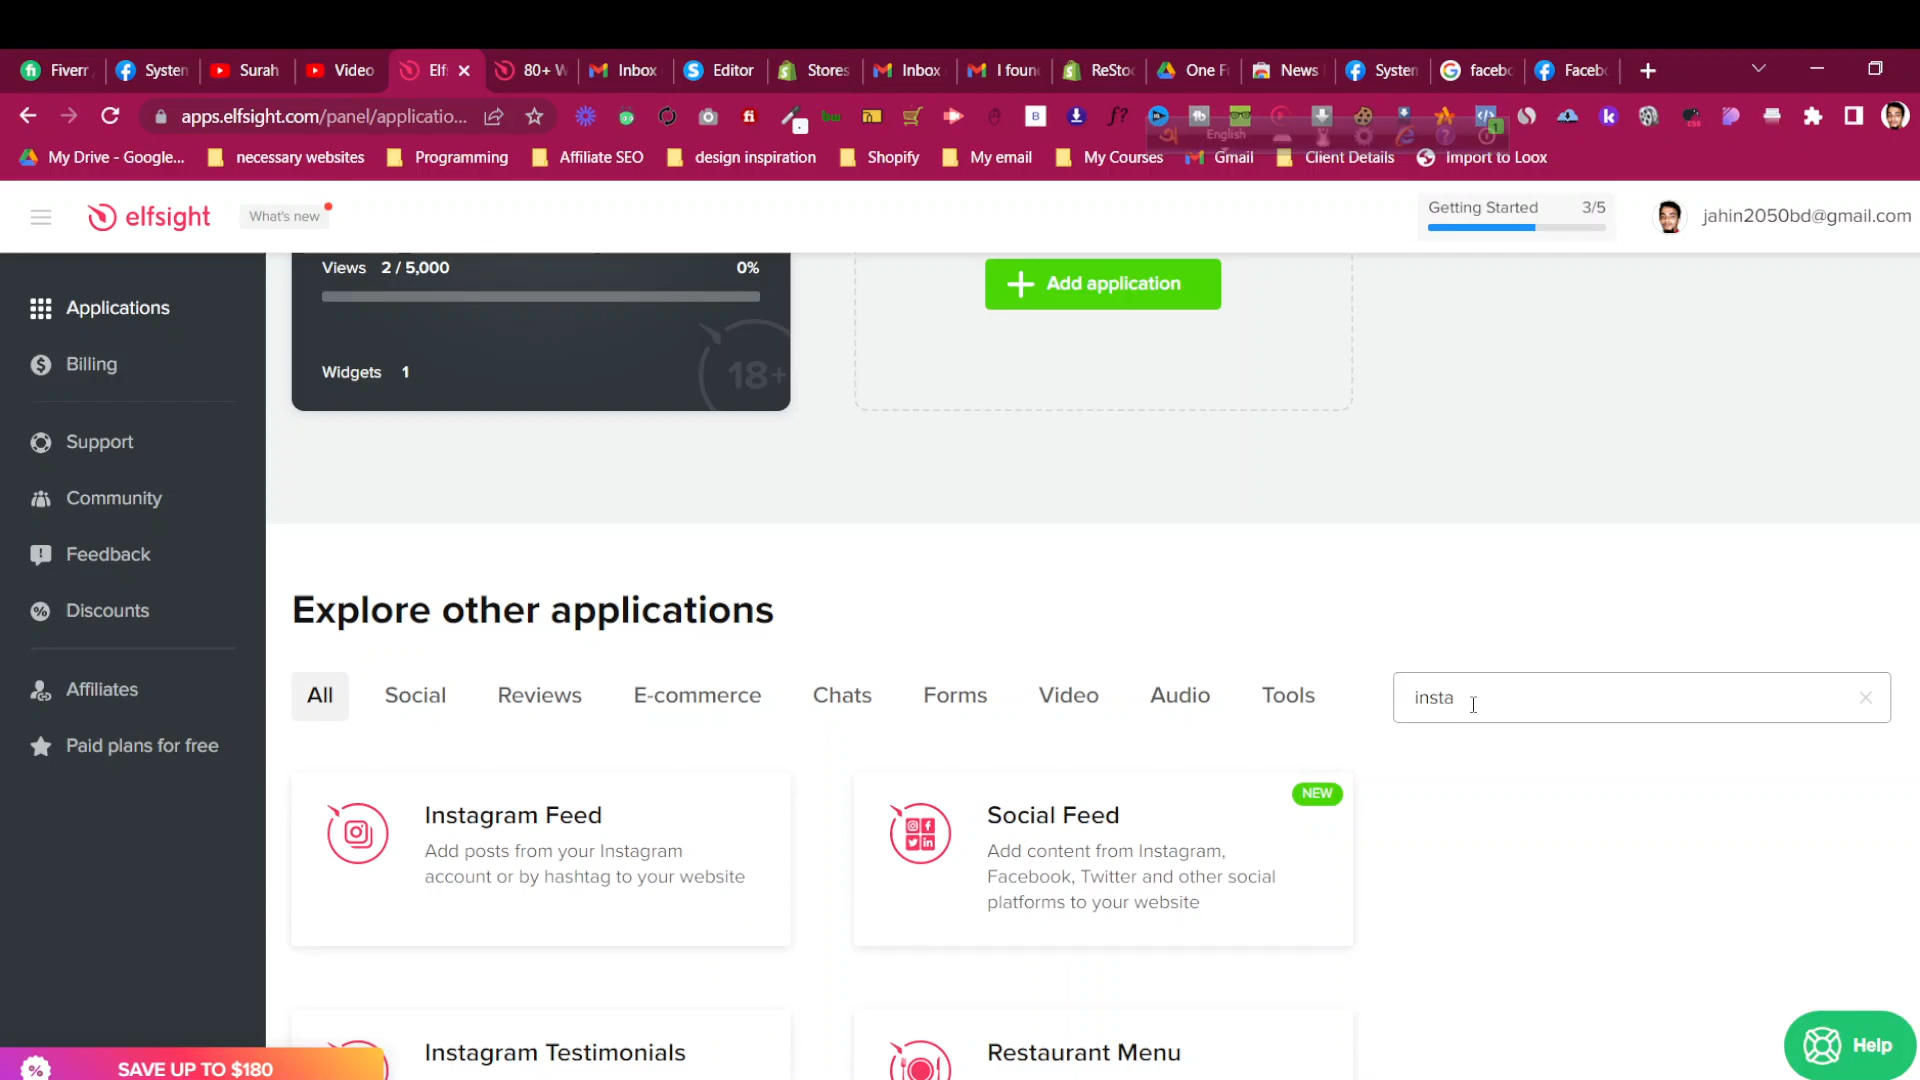 Fiverr
System
Surah
Video
Elf
80+ W
Inbox
Editor
Stores
Inbox
I foun
ReSto
One F
News
System
facebo
Facebo
apps.elfsight.com/panel/applicatio...
English
My Drive - Google...
necessary websites
Programming
Affiliate SEO
design inspiration
Shopify
My email
My Courses
Gmail
Client Details
Import to Loox
elfsight
What's new
Getting Started 3/5
jahin2050bd@gmail.com
Applications
Billing
Support
Community
Feedback
Discounts
Affiliates
Paid plans for free
SAVE UP TO $180
Views 2 / 5,000 0%
Widgets 1
18+
Add application
Explore other applications
All Social Reviews E-commerce Chats Forms Video Audio Tools
insta
Instagram Feed
Add posts from your Instagram
account or by hashtag to your website
NEW
Social Feed
Add content from Instagram,
Facebook, Twitter and other social
platforms to your website
Instagram Testimonials
Restaurant Menu
Help